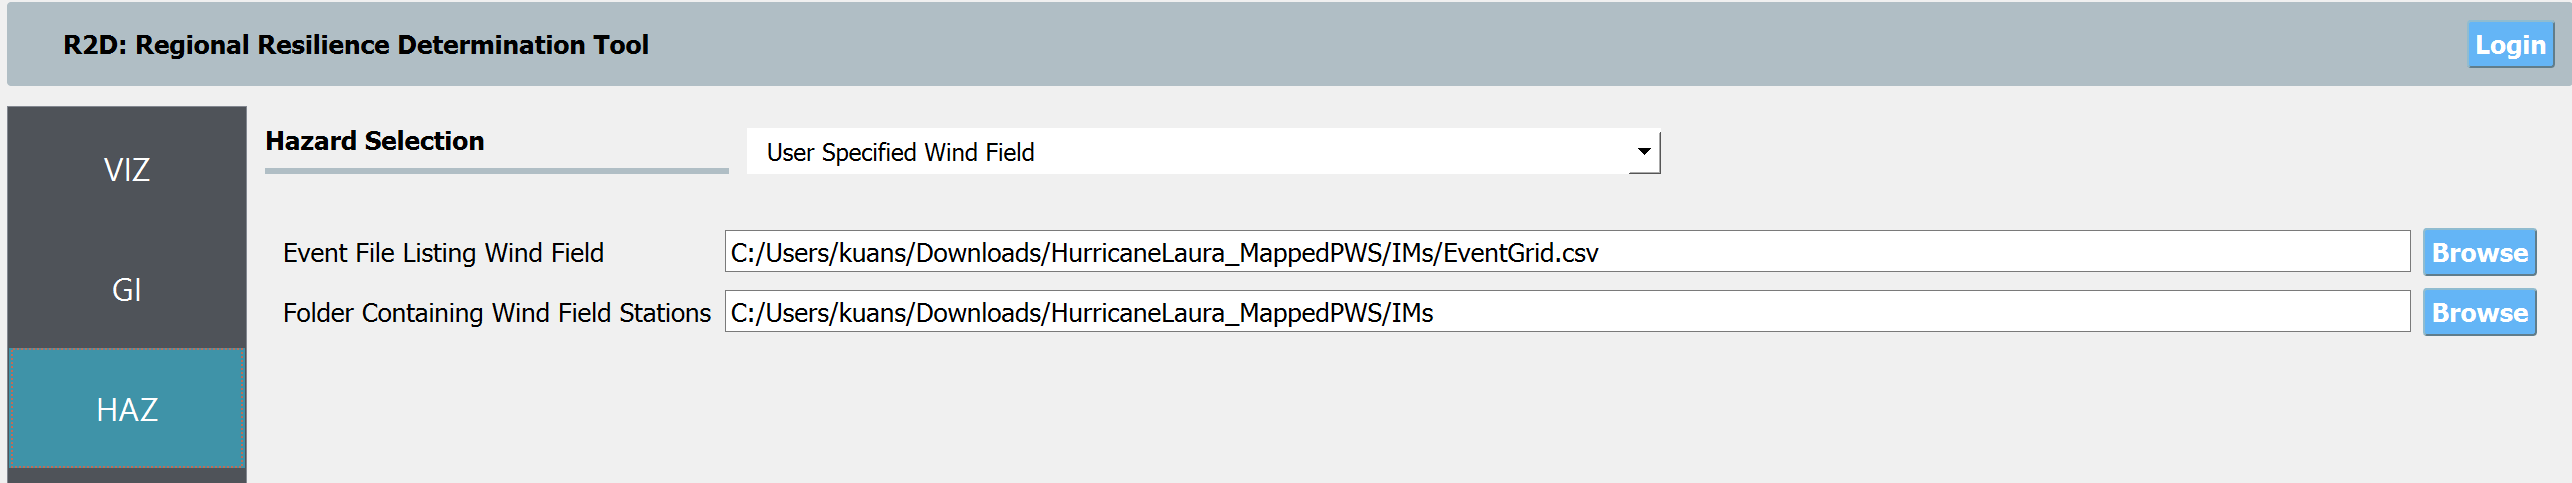 R2D: Regional Resilience Determination Tool
Login
VIZ
GI
HAZ
Hazard Selection
User Specified Wind Field
Event File Listing Wind Field
C:/Users/kuans/Downloads/HurricaneLaura_MappedPWS/IMs/EventGrid.csv
Browse
Folder Containing Wind Field Stations
C:/Users/kuans/Downloads/HurricaneLaura_MappedPWS/IMs
Browse